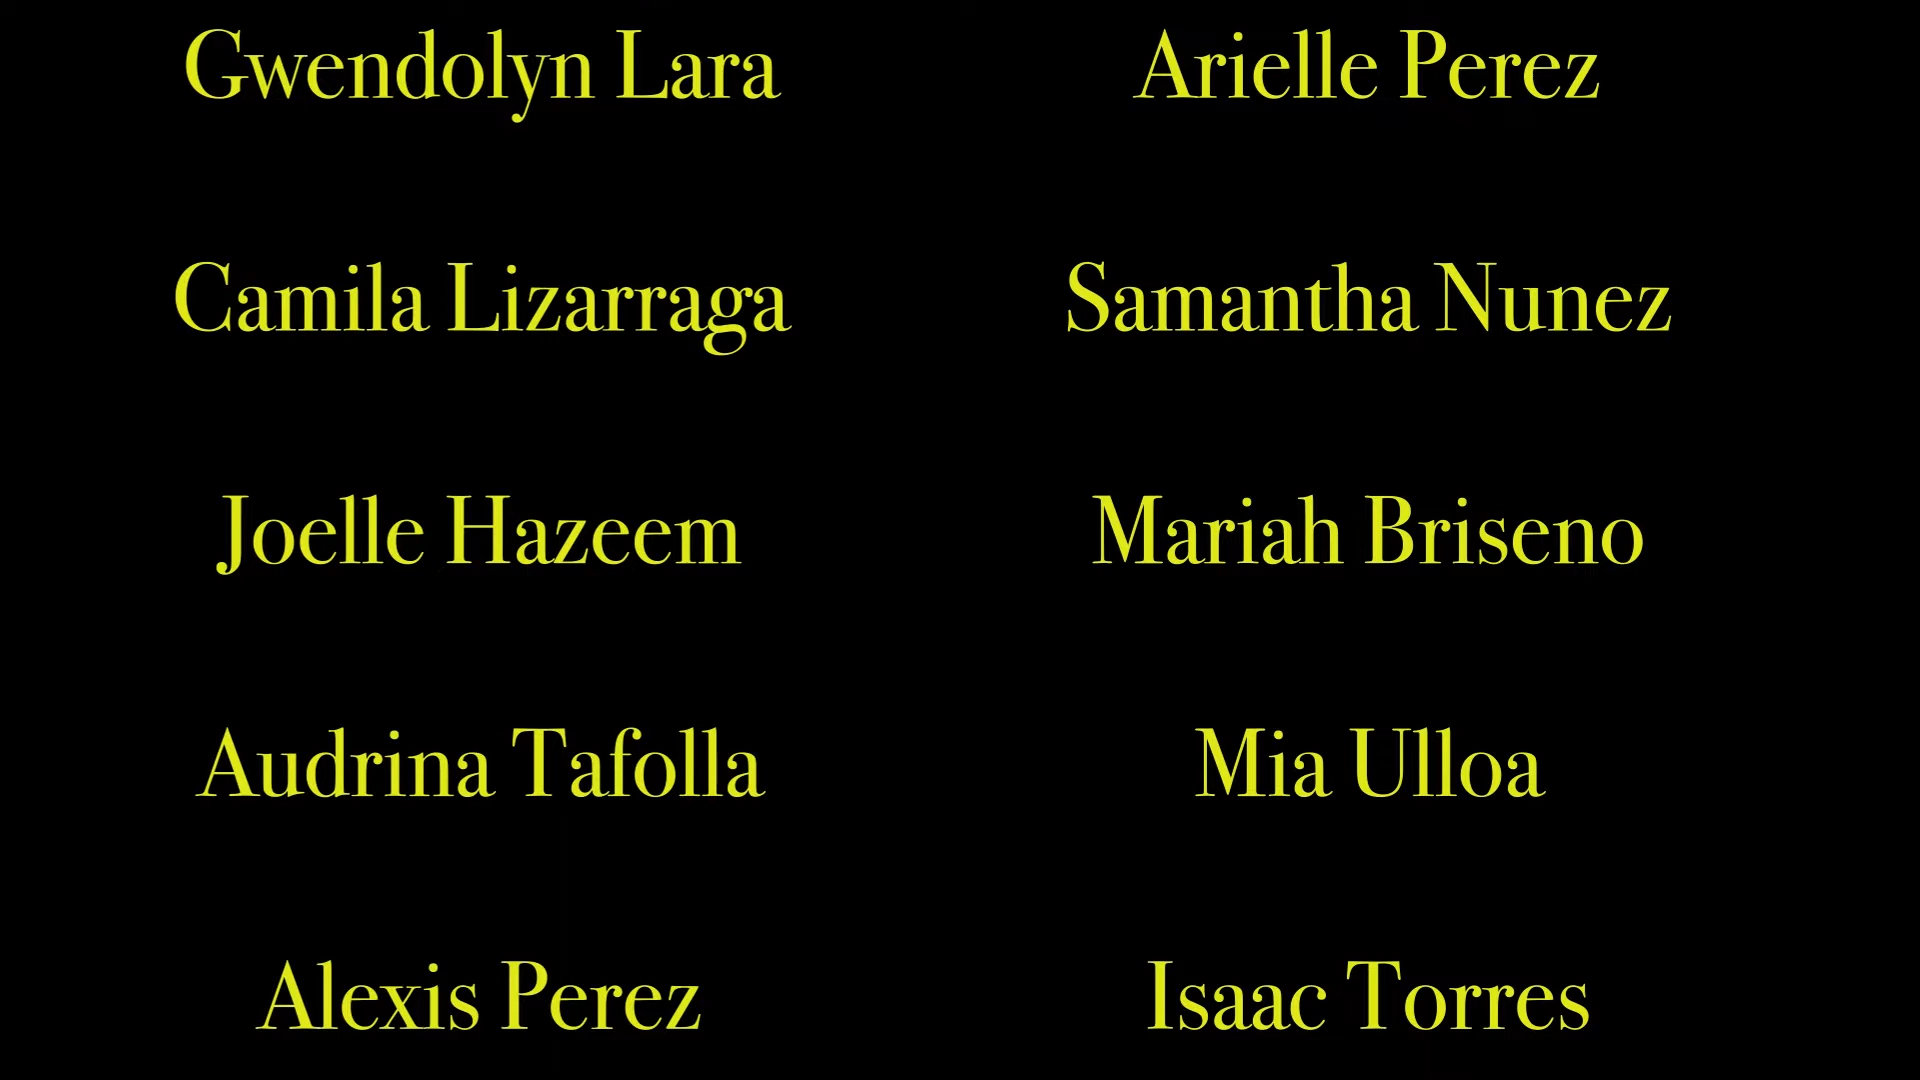 Gwendolyn Lara
Arielle Perez
Camila Lizarraga
Samantha Nunez
Joelle Hazeem
Mariah Briseno
Audrina Tafolla
Mia Ulloa
Alexis Perez
Isaac Torres